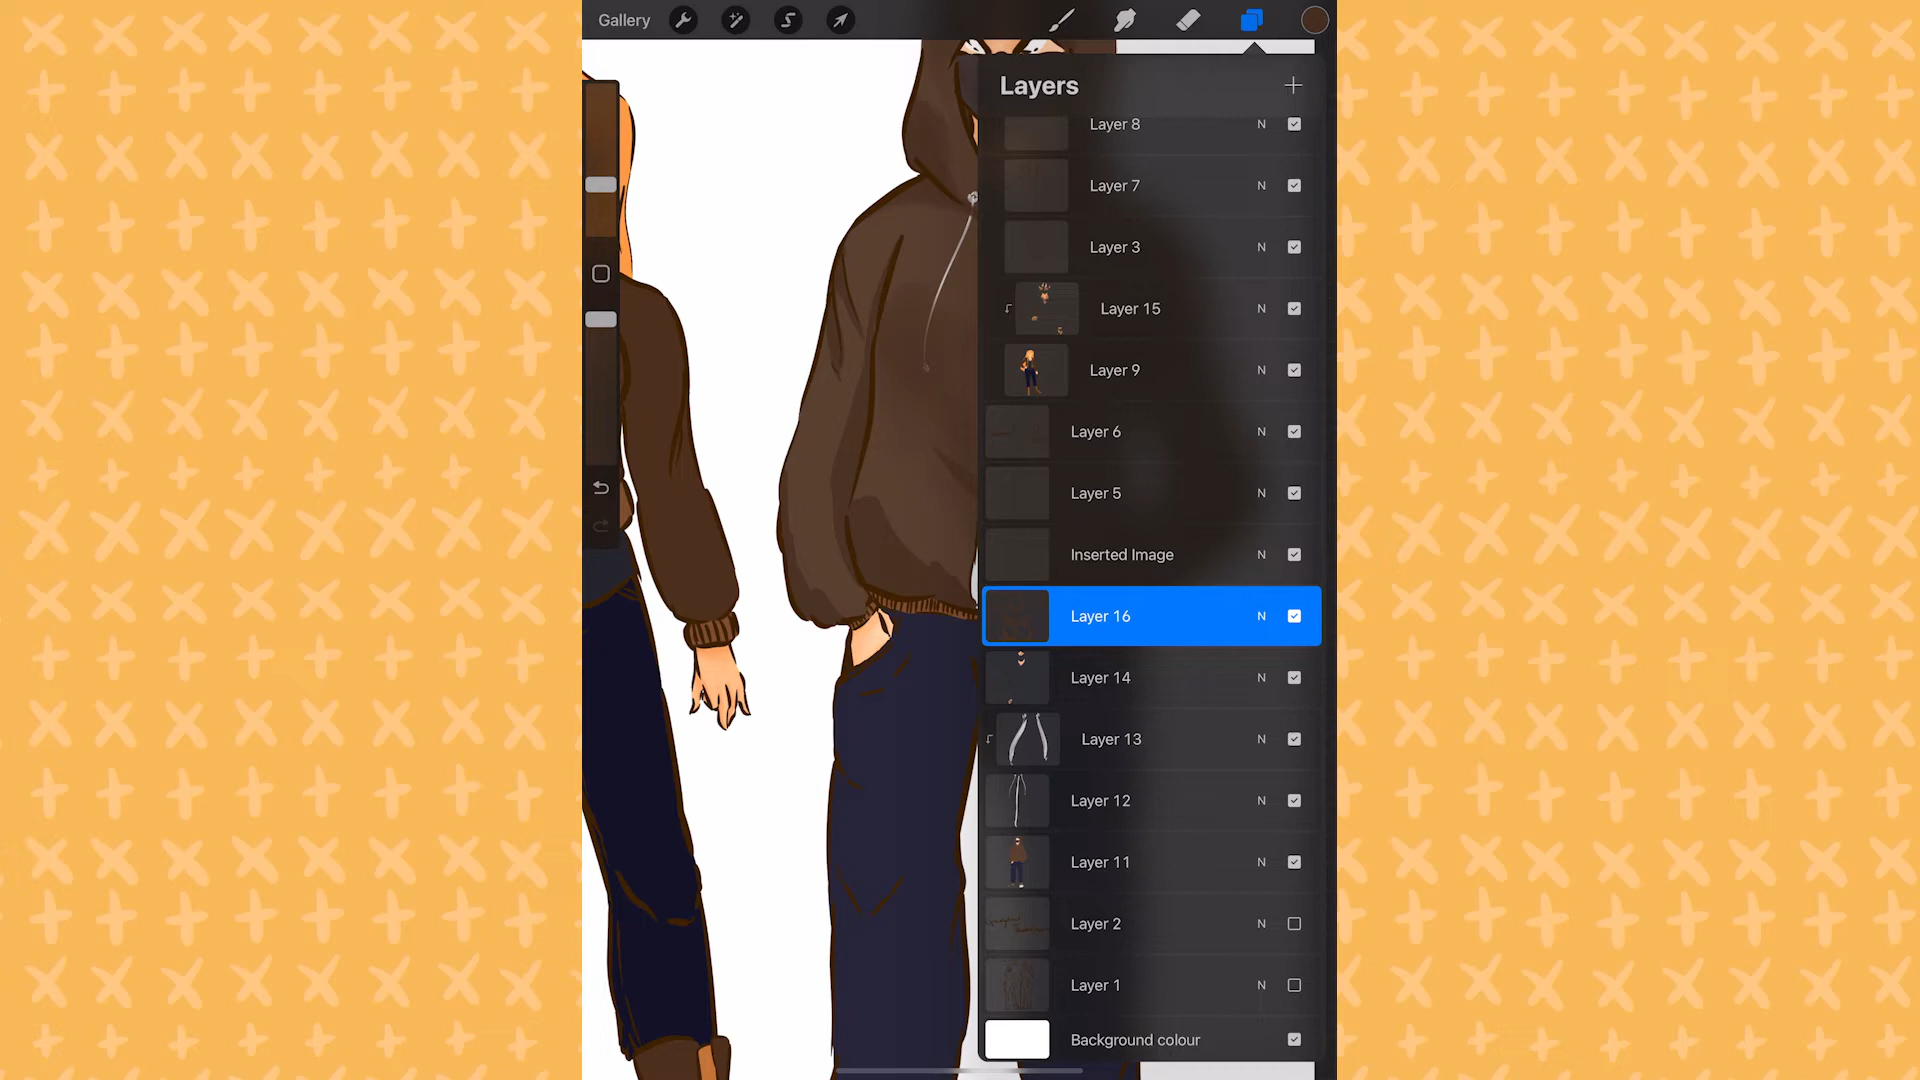 Gallery
Layers
Layer 8 N
Layer 7 N
Layer 3 N
Layer 15 N
Layer 9 N
Layer 6 N
Layer 5 N
Inserted Image N
Layer 16 N
Layer 14 N
Layer 13 N
Layer 12 N
Layer 11 N
Layer 2 N
Layer 1 N
Background colour